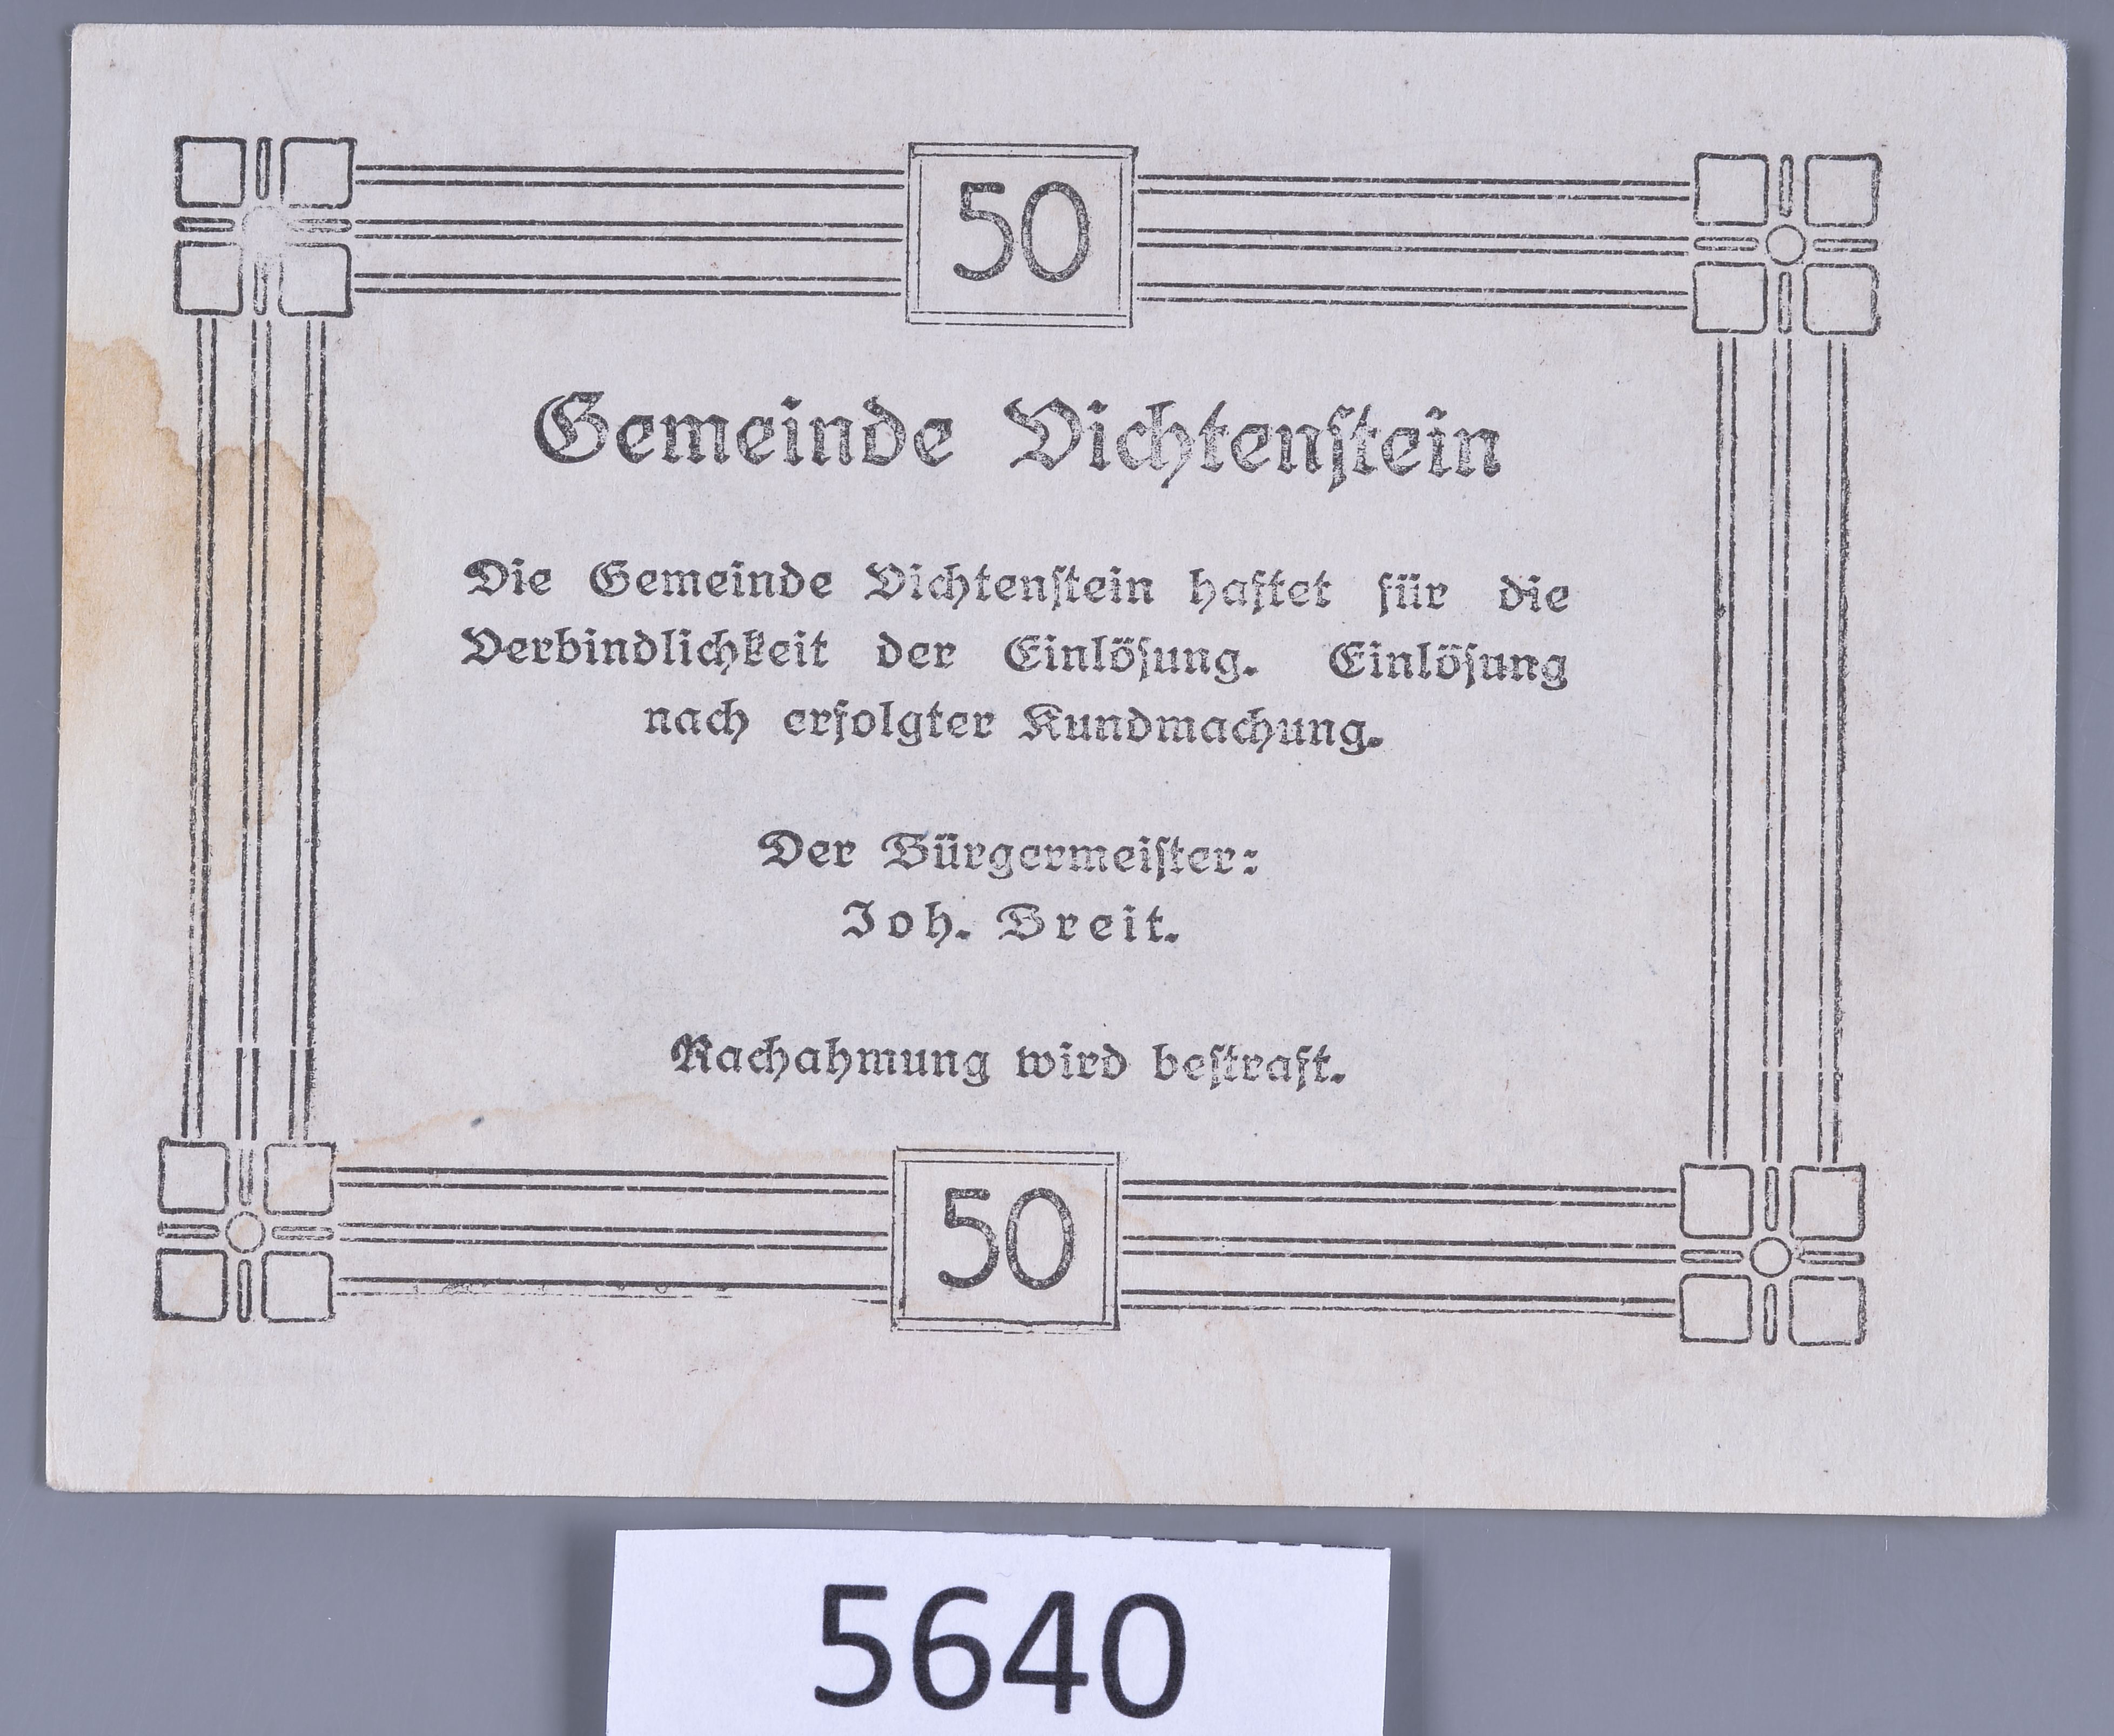 50
Gemeinde Vichtenstein
Die Gemeinde Vichtenstein haftet für die
Verbindlichkeit der Einlösung. Einlösung
nach erfolgter Kundmachung.
Der Bürgermeister:
Joh. Breit.
Nachahmung wird bestraft.
50
5640